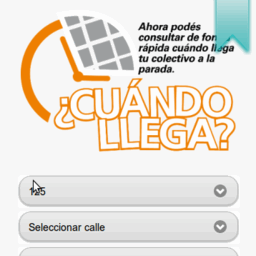 Ahora podés
consultar de forma
rápida cuándo llega
tu colectivo a la
parada.
¿CUÁNDO
LLEGA?
125
Seleccionar calle